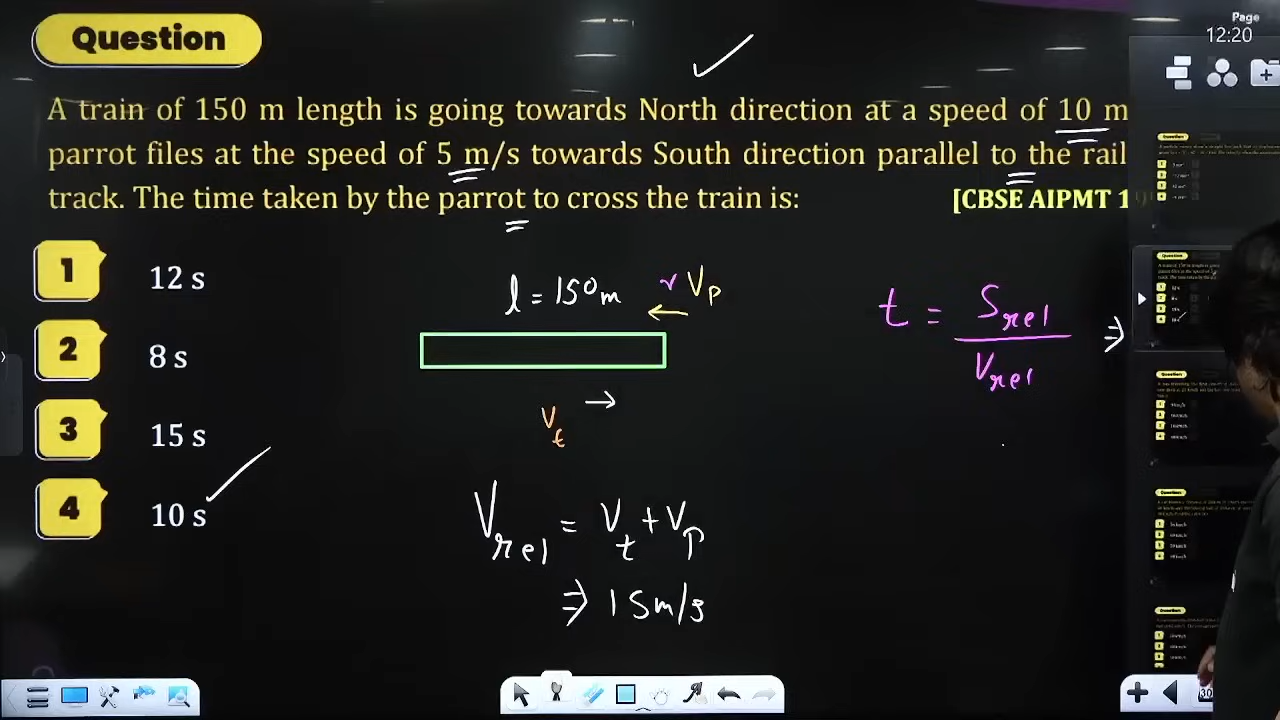 Page
12:20
Question
A train of 150 m length is going towards North direction at a speed of 10 m
parrot files at the speed of 5 m/s towards South direction parallel to the rail
track. The time taken by the parrot to cross the train is:
[CBSE AIPMT 1
1 12 s
2 8 s
3 15 s
4 10 s
l = 150m
V_P
V_t
t = S_rel / V_rel ⇒
V_rel = V_t + V_P
⇒ 15m/s
30